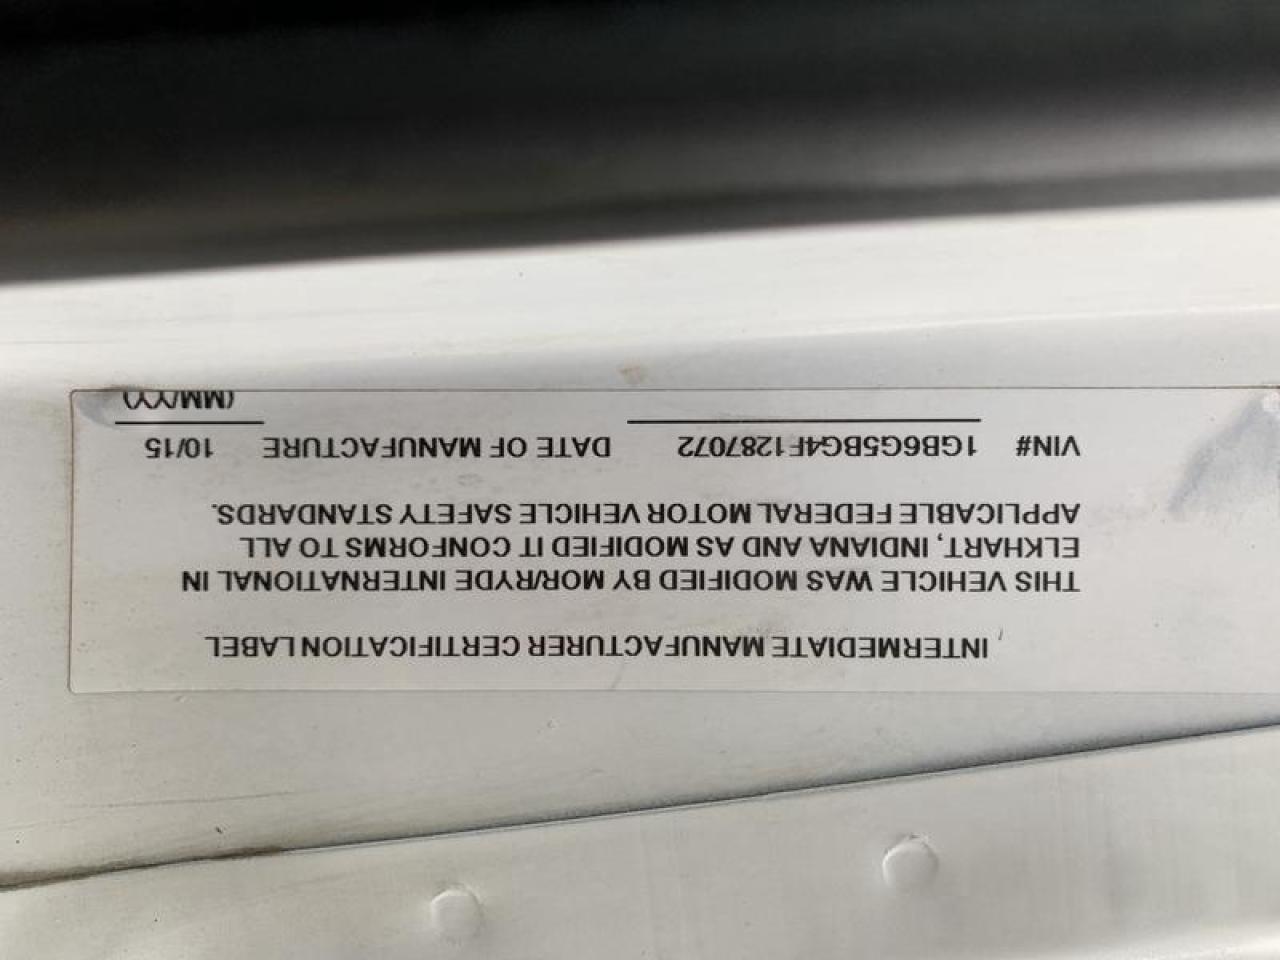 INTERMEDIATE MANUFACTURER CERTIFICATION LABEL
THIS VEHICLE WAS MODIFIED BY MOR/RYDE INTERNATIONAL IN
ELKHART, INDIANA AND AS MODIFIED IT CONFORMS TO ALL
APPLICABLE FEDERAL MOTOR VEHICLE SAFETY STANDARDS.
VIN# 1GB6G5BG4F1287072 DATE OF MANUFACTURE 10/15
(MM/YY)